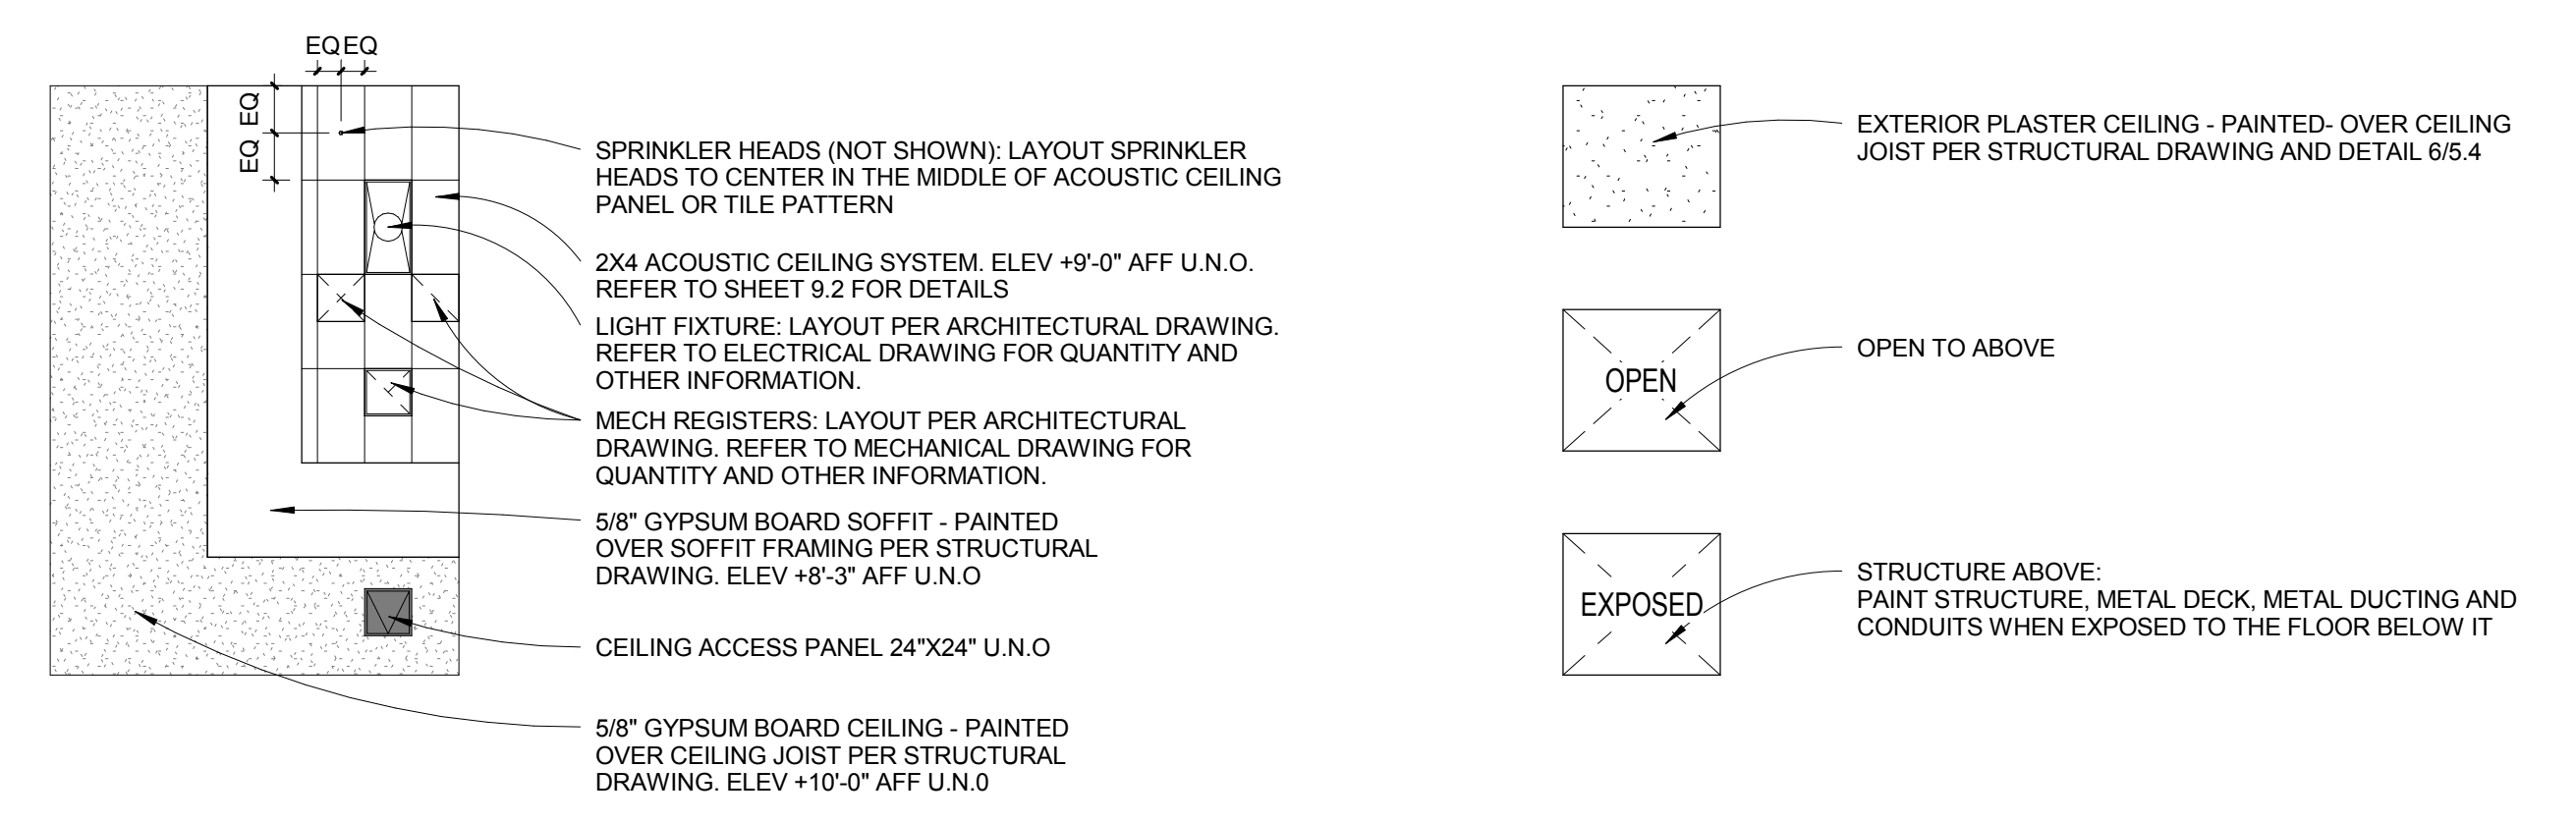 EQ EQ
EQ
EQ
SPRINKLER HEADS (NOT SHOWN): LAYOUT SPRINKLER
HEADS TO CENTER IN THE MIDDLE OF ACOUSTIC CEILING
PANEL OR TILE PATTERN
2X4 ACOUSTIC CEILING SYSTEM. ELEV +9'-0" AFF U.N.O.
REFER TO SHEET 9.2 FOR DETAILS
LIGHT FIXTURE: LAYOUT PER ARCHITECTURAL DRAWING.
REFER TO ELECTRICAL DRAWING FOR QUANTITY AND
OTHER INFORMATION.
MECH REGISTERS: LAYOUT PER ARCHITECTURAL
DRAWING. REFER TO MECHANICAL DRAWING FOR
QUANTITY AND OTHER INFORMATION.
5/8" GYPSUM BOARD SOFFIT - PAINTED
OVER SOFFIT FRAMING PER STRUCTURAL
DRAWING. ELEV +8'-3" AFF U.N.O
CEILING ACCESS PANEL 24"X24" U.N.O
5/8" GYPSUM BOARD CEILING - PAINTED
OVER CEILING JOIST PER STRUCTURAL
DRAWING. ELEV +10'-0" AFF U.N.0
EXTERIOR PLASTER CEILING - PAINTED- OVER CEILING
JOIST PER STRUCTURAL DRAWING AND DETAIL 6/5.4
OPEN
OPEN TO ABOVE
EXPOSED
STRUCTURE ABOVE:
PAINT STRUCTURE, METAL DECK, METAL DUCTING AND
CONDUITS WHEN EXPOSED TO THE FLOOR BELOW IT